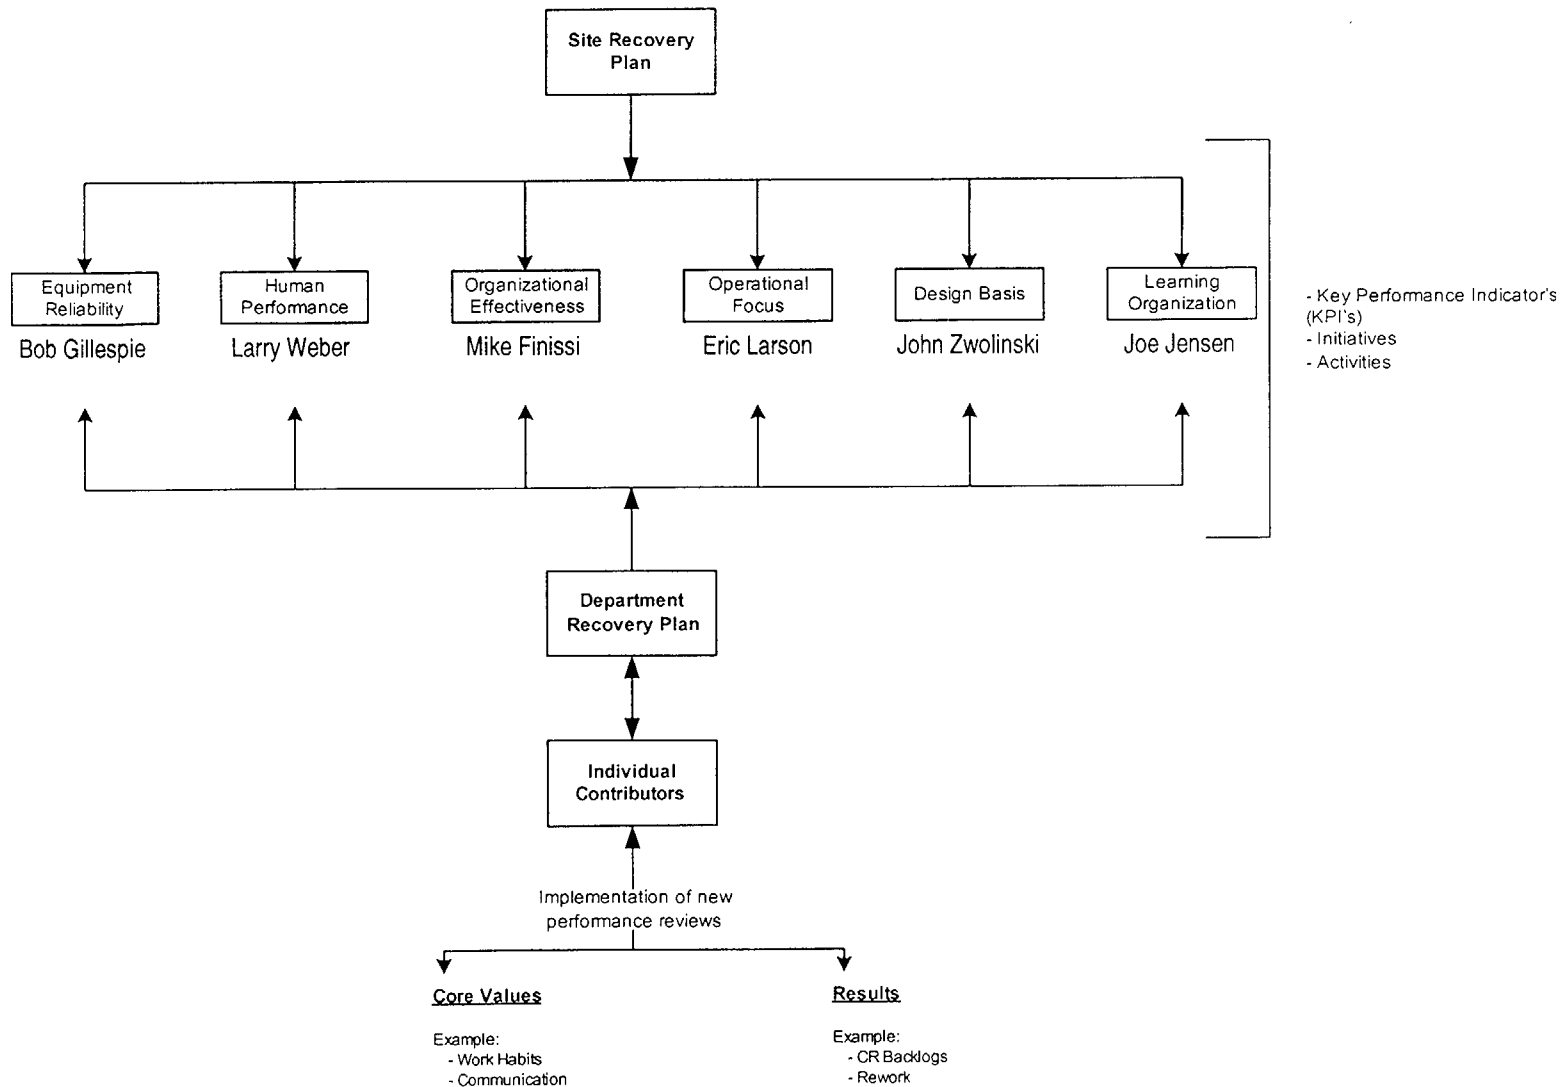 Site Recovery
Plan
Equipment
Reliability
Bob Gillespie
Human
Performance
Larry Weber
Organizational
Effectiveness
Mike Finissi
Operational
Focus
Eric Larson
Design Basis
John Zwolinski
Learning
Organization
Joe Jensen
- Key Performance Indicator's
(KPI's)
- Initiatives
- Activities
Department
Recovery Plan
Individual
Contributors
Implementation of new
performance reviews
Core Values
Example:
- Work Habits
- Communication
Results
Example:
- CR Backlogs
- Rework